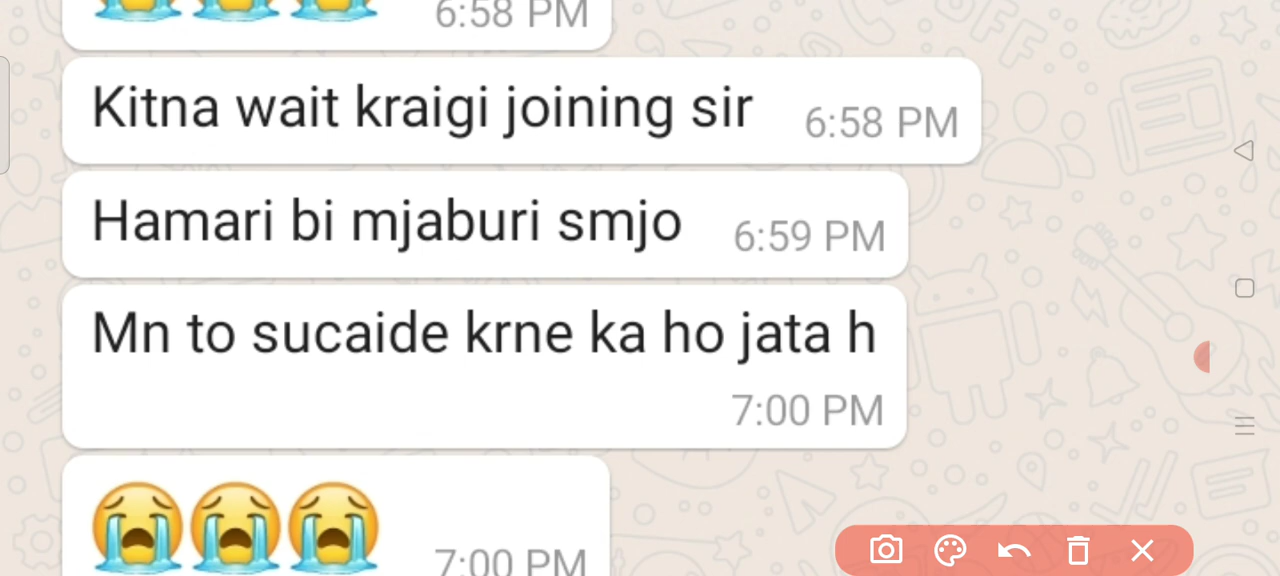 😭😭😭 6:58 PM
Kitna wait kraigi joining sir 6:58 PM
Hamari bi mjaburi smjo 6:59 PM
Mn to sucaide krne ka ho jata h
7:00 PM
😭😭😭 7:00 PM